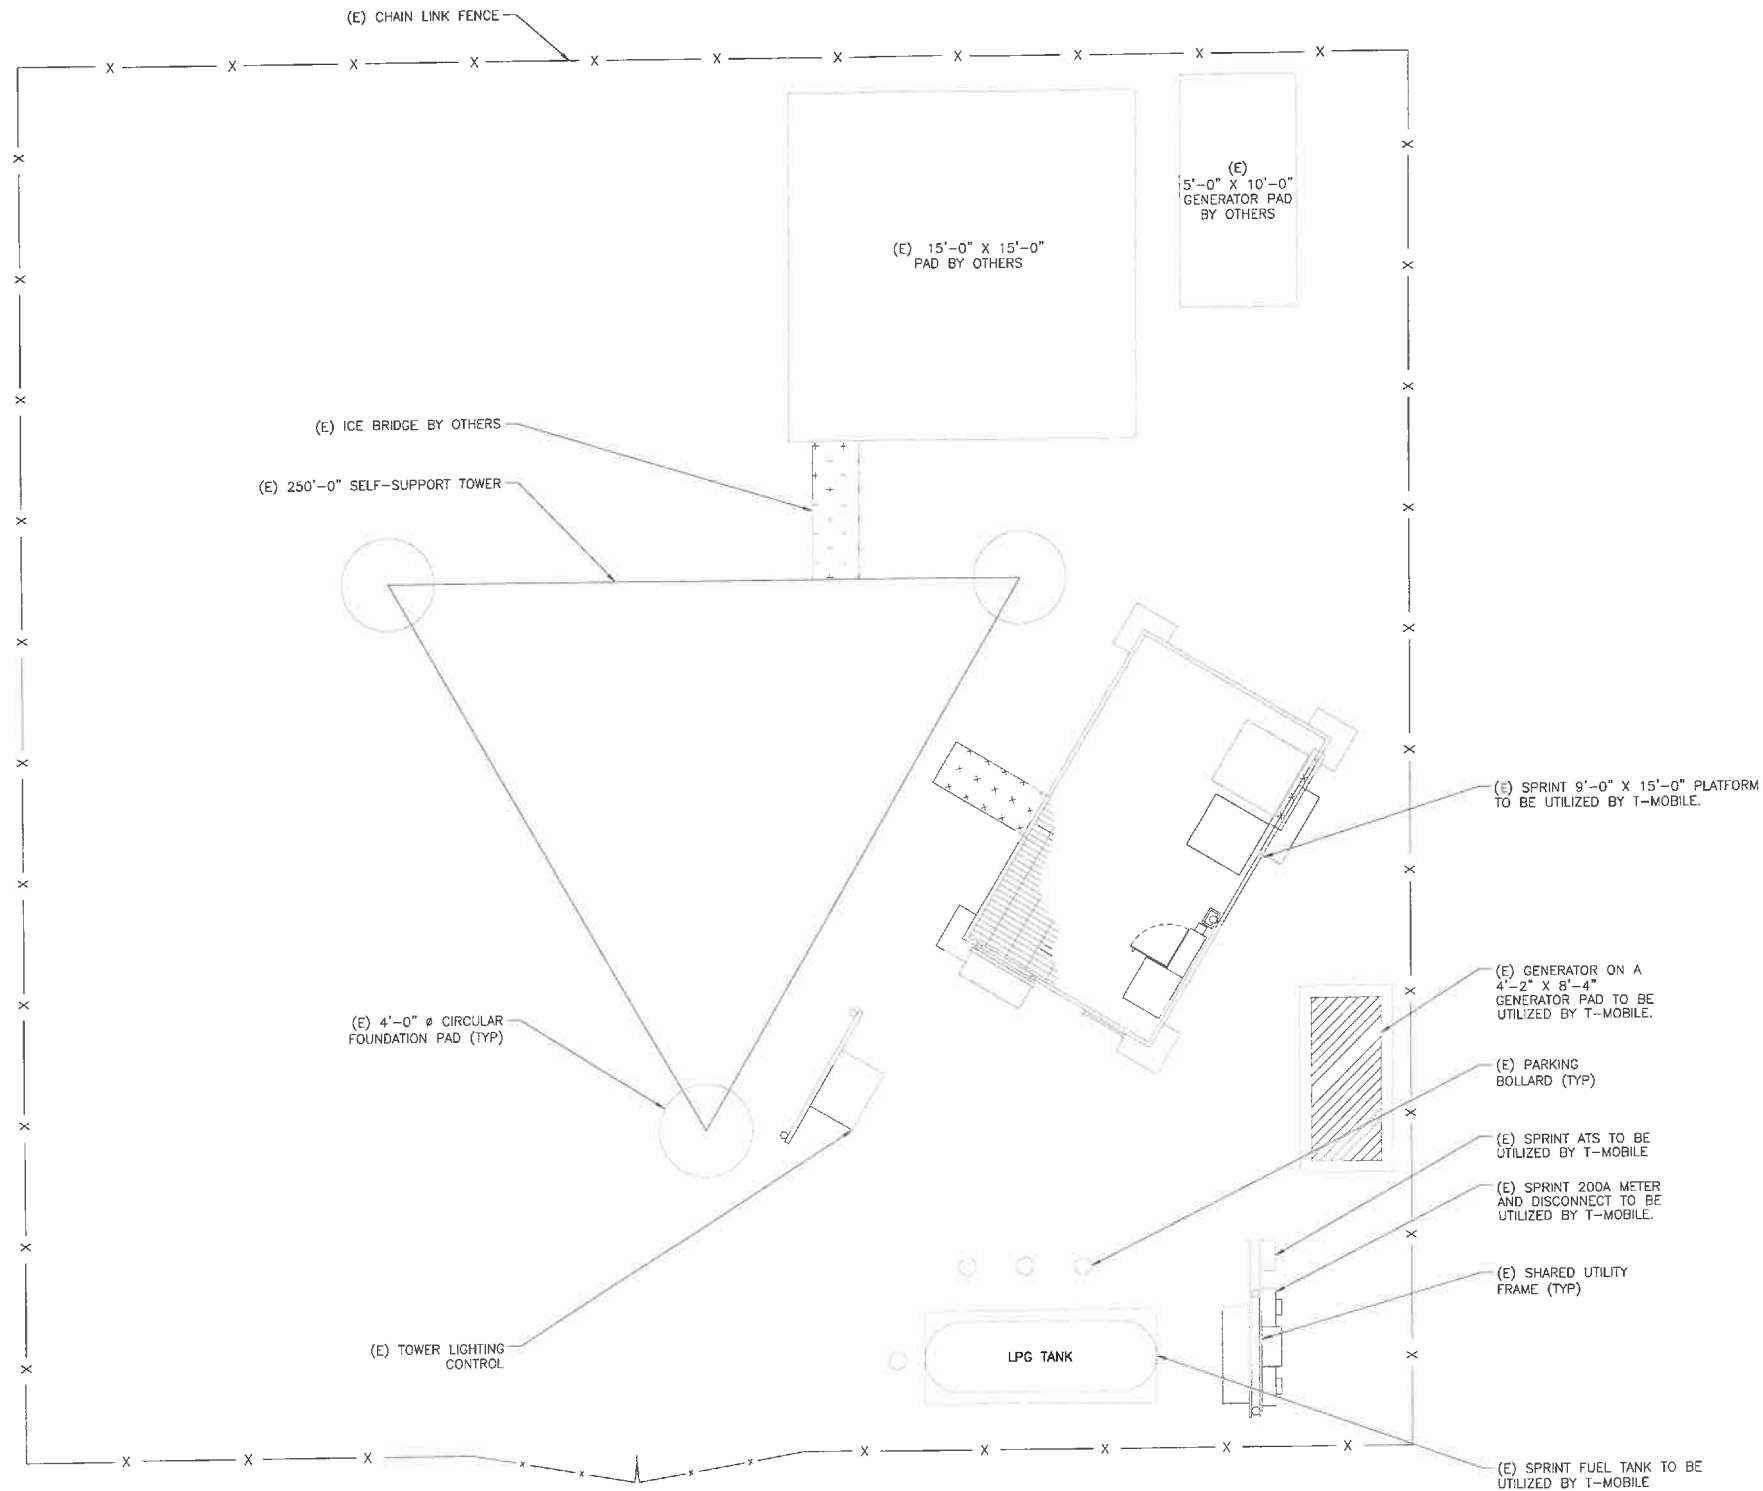 (E) CHAIN LINK FENCE
(E)
5'-0" X 10'-0"
GENERATOR PAD
BY OTHERS
(E) 15'-0" X 15'-0"
PAD BY OTHERS
(E) ICE BRIDGE BY OTHERS
(E) 250'-0" SELF-SUPPORT TOWER
(E) SPRINT 9'-0" X 15'-0" PLATFORM
TO BE UTILIZED BY T-MOBILE.
(E) GENERATOR ON A
4'-2" X 8'-4"
GENERATOR PAD TO BE
UTILIZED BY T-MOBILE.
(E) 4'-0" ø CIRCULAR
FOUNDATION PAD (TYP)
(E) PARKING
BOLLARD (TYP)
(E) SPRINT ATS TO BE
UTILIZED BY T-MOBILE
(E) SPRINT 200A METER
AND DISCONNECT TO BE
UTILIZED BY T-MOBILE.
(E) SHARED UTILITY
FRAME (TYP)
(E) TOWER LIGHTING
CONTROL
LPG TANK
(E) SPRINT FUEL TANK TO BE
UTILIZED BY T-MOBILE